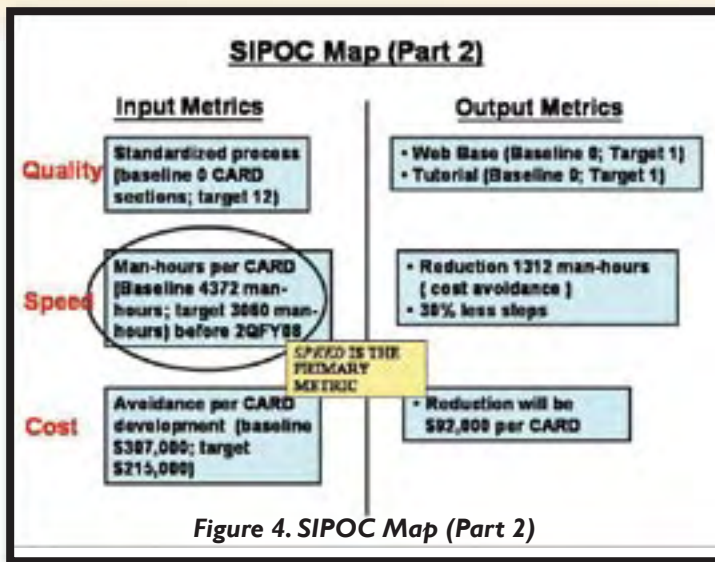 SIPOC Map (Part 2)
Input Metrics
Output Metrics
Quality
Standardized process
(baseline 0 CARD
sections; target 12)
• Web Base (Baseline 0; Target 1)
• Tutorial (Baseline 0; Target 1)
Speed
Man-hours per CARD
(Baseline 4372 man-
hours; target 3060 man-
hours) before 2QFY08
• Reduction 1312 man-hours
( cost avoidance )
• 30% less steps
SPEED IS THE
PRIMARY
METRIC
Cost
Avoidance per CARD
development (baseline
$307,000; target
$215,000)
• Reduction will be
$92,000 per CARD
Figure 4. SIPOC Map (Part 2)